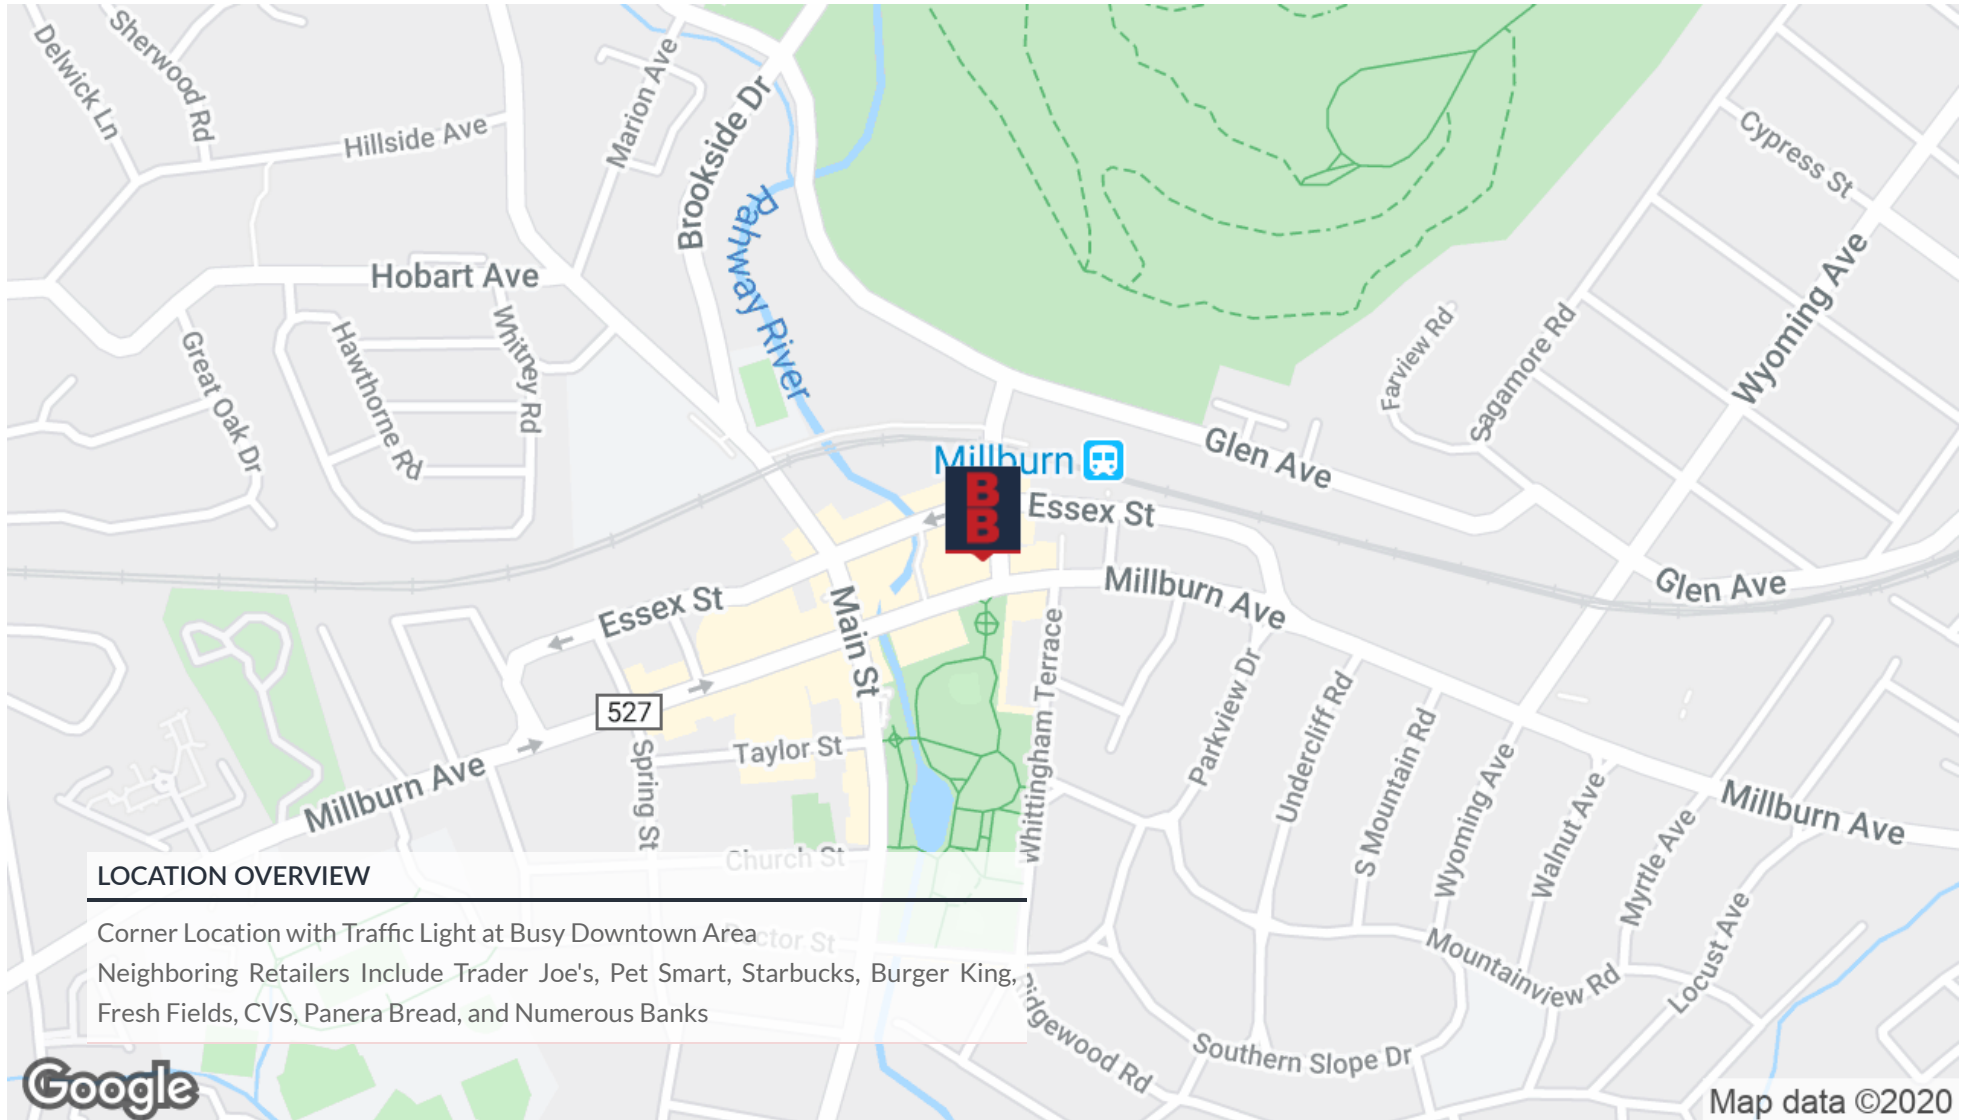 Delwick Ln
Sherwood Rd
Hillside Ave
Marion Ave
Brookside Dr
Rahway River
Cypress St
Wyoming Ave
Hobart Ave
Whitney Rd
Hawthorne Rd
Great Oak Dr
Farview Rd
Sagamore Rd
Millburn
Glen Ave
B
B
Essex St
Millburn Ave
Glen Ave
Essex St
Main St
Whittingham Terrace
527
Taylor St
Spring St
Millburn Ave
Parkview Dr
Undercliff Rd
S Mountain Rd
Wyoming Ave
Walnut Ave
Myrtle Ave
Millburn Ave
Church St
LOCATION OVERVIEW
Corner Location with Traffic Light at Busy Downtown Area
Neighboring Retailers Include Trader Joe's, Pet Smart, Starbucks, Burger King,
Fresh Fields, CVS, Panera Bread, and Numerous Banks
Mountainview Rd
Locust Ave
Ridgewood Rd
Southern Slope Dr
Google
Map data ©2020